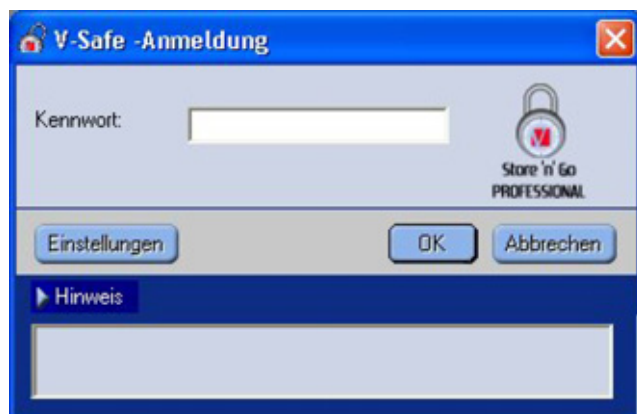 V-Safe -Anmeldung
Kennwort:
Store 'n' Go
PROFESSIONAL
Einstellungen
OK
Abbrechen
Hinweis